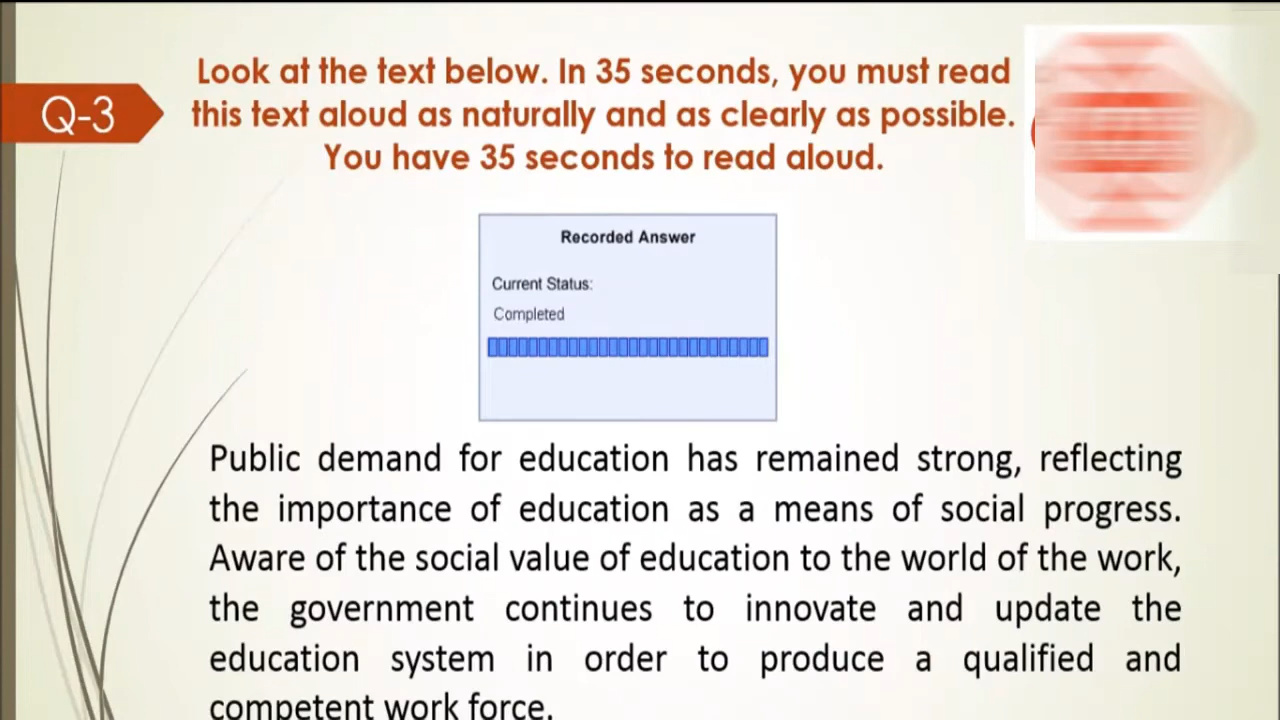 Q-3
Look at the text below. In 35 seconds, you must read
this text aloud as naturally and as clearly as possible.
You have 35 seconds to read aloud.
Recorded Answer
Current Status:
Completed
Public demand for education has remained strong, reflecting
the importance of education as a means of social progress.
Aware of the social value of education to the world of the work,
the government continues to innovate and update the
education system in order to produce a qualified and
competent work force.